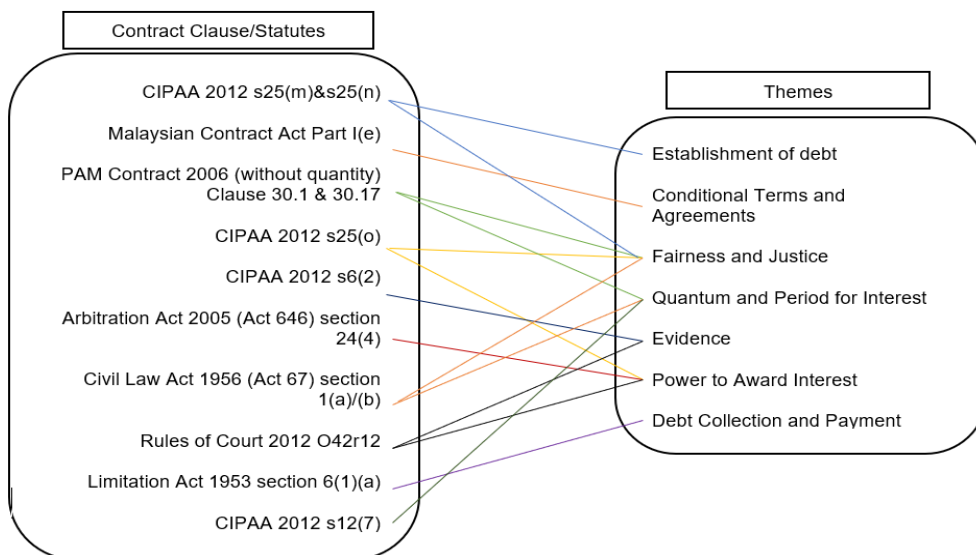 Contract Clause/Statutes
CIPAA 2012 s25(m)&s25(n)
Malaysian Contract Act Part I(e)
PAM Contract 2006 (without quantity)
Clause 30.1 & 30.17
CIPAA 2012 s25(o)
CIPAA 2012 s6(2)
Arbitration Act 2005 (Act 646) section
24(4)
Civil Law Act 1956 (Act 67) section
1(a)/(b)
Rules of Court 2012 O42r12
Limitation Act 1953 section 6(1)(a)
CIPAA 2012 s12(7)
Themes
Establishment of debt
Conditional Terms and
Agreements
Fairness and Justice
Quantum and Period for Interest
Evidence
Power to Award Interest
Debt Collection and Payment